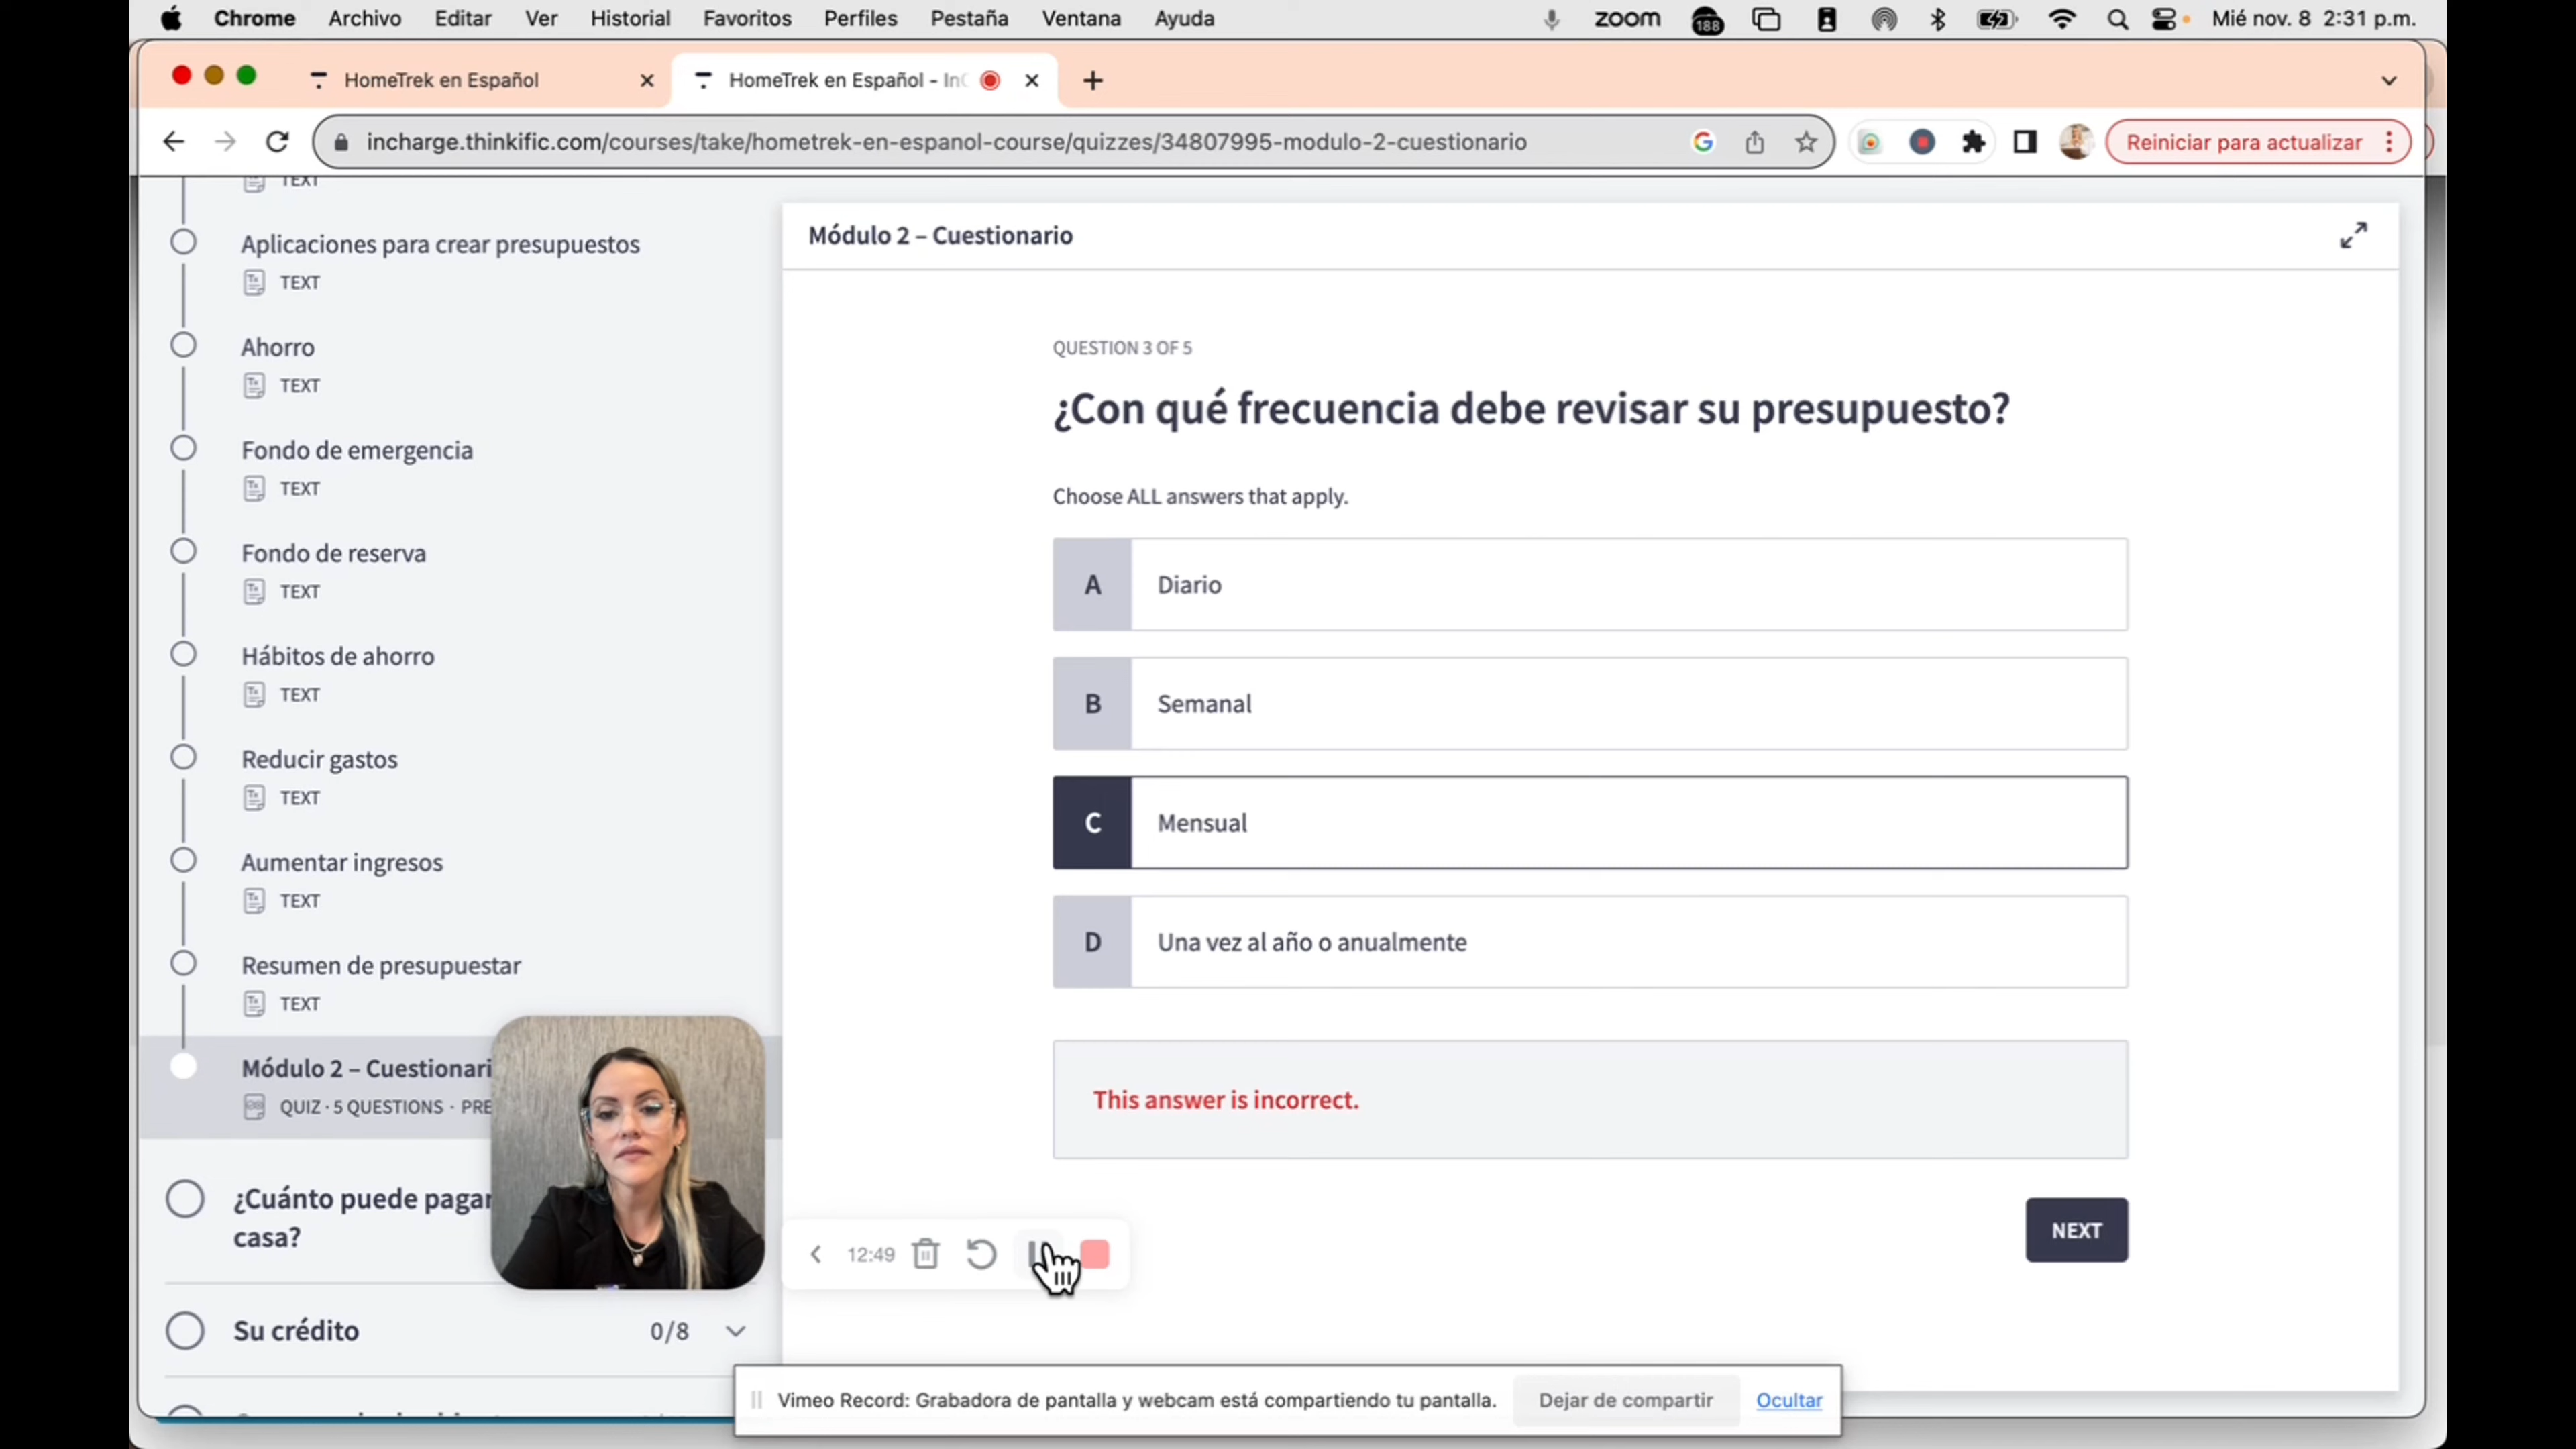 Chrome Archivo Editar Ver Historial Favoritos Perfiles Pestaña Ventana Ayuda zoom 188 Mié nov. 8 2:31 p.m.
HomeTrek en Español
HomeTrek en Español - In
incharge.thinkific.com/courses/take/hometrek-en-espanol-course/quizzes/34807995-modulo-2-cuestionario
Reiniciar para actualizar
TEXT
Aplicaciones para crear presupuestos
TEXT
Ahorro
TEXT
Fondo de emergencia
TEXT
Fondo de reserva
TEXT
Hábitos de ahorro
TEXT
Reducir gastos
TEXT
Aumentar ingresos
TEXT
Resumen de presupuestar
TEXT
Módulo 2 – Cuestionari
QUIZ · 5 QUESTIONS · PRE
¿Cuánto puede pagar
casa?
Su crédito 0/8
Módulo 2 – Cuestionario
QUESTION 3 OF 5
¿Con qué frecuencia debe revisar su presupuesto?
Choose ALL answers that apply.
A Diario
B Semanal
C Mensual
D Una vez al año o anualmente
This answer is incorrect.
NEXT
12:49
Vimeo Record: Grabadora de pantalla y webcam está compartiendo tu pantalla. Dejar de compartir Ocultar